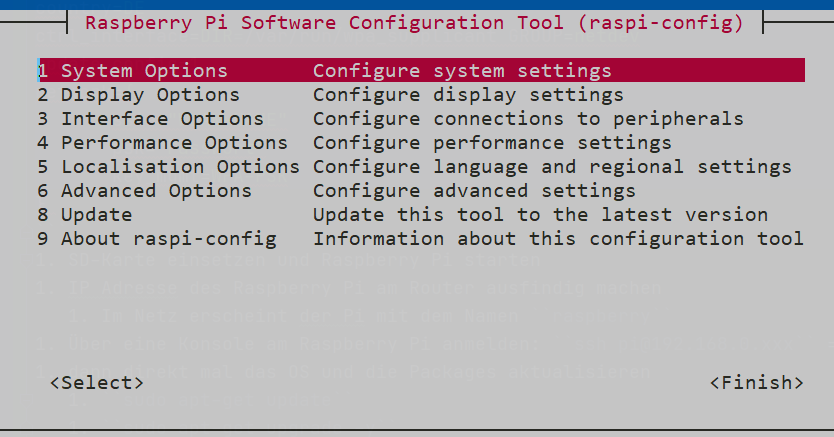 Raspberry Pi Software Configuration Tool (raspi-config)
1 System Options Configure system settings
2 Display Options Configure display settings
3 Interface Options Configure connections to peripherals
4 Performance Options Configure performance settings
5 Localisation Options Configure language and regional settings
6 Advanced Options Configure advanced settings
8 Update Update this tool to the latest version
9 About raspi-config Information about this configuration tool
<Select> <Finish>